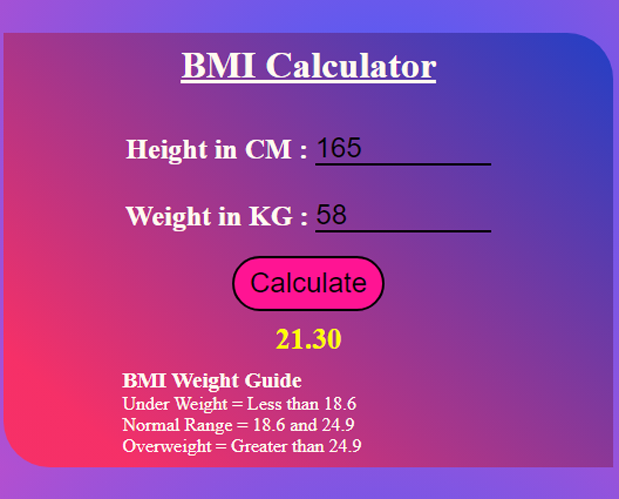 BMI Calculator
Height in CM : 165
Weight in KG : 58
Calculate
21.30
BMI Weight Guide
Under Weight = Less than 18.6
Normal Range = 18.6 and 24.9
Overweight = Greater than 24.9